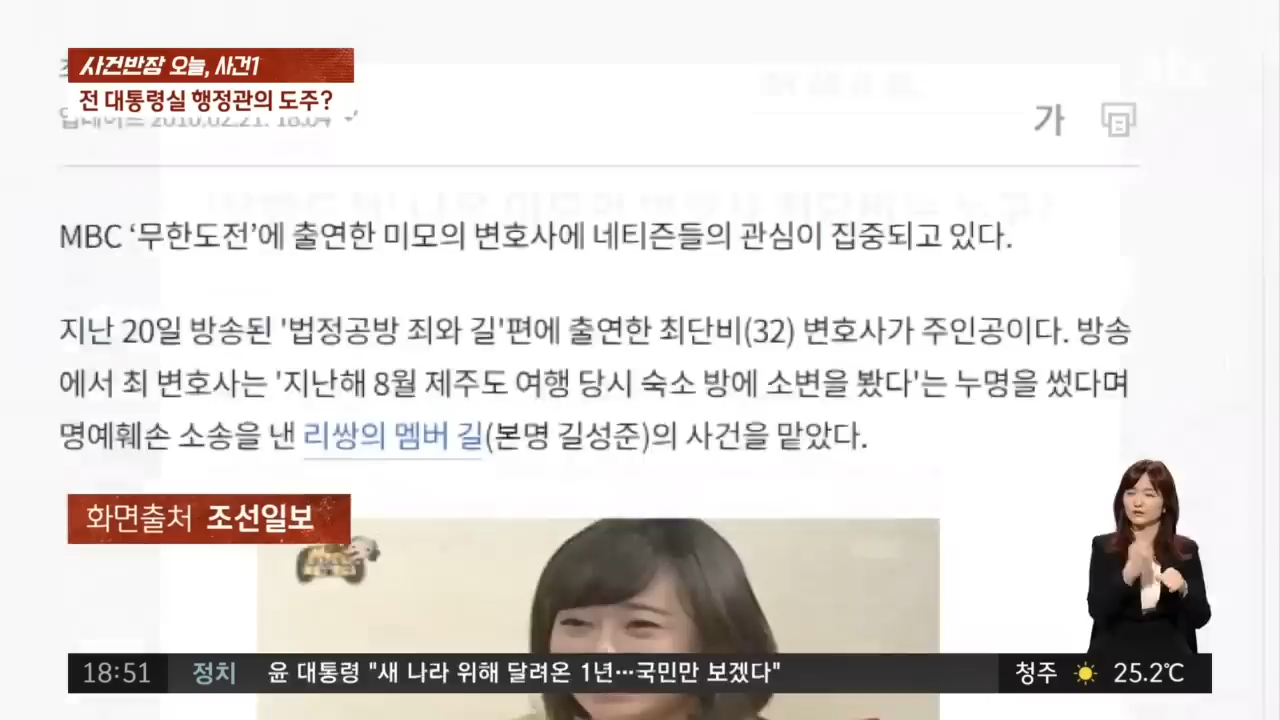 사건반장 오늘, 사건1
전 대통령실 행정관의 도주?
업데이트 2010.02.21. 18:04
가
MBC ‘무한도전’에 출연한 미모의 변호사에 네티즌들의 관심이 집중되고 있다.
지난 20일 방송된 '법정공방 죄와 길'편에 출연한 최단비(32) 변호사가 주인공이다. 방송
에서 최 변호사는 '지난해 8월 제주도 여행 당시 숙소 방에 소변을 봤다'는 누명을 썼다며
명예훼손 소송을 낸 리쌍의 멤버 길(본명 길성준)의 사건을 맡았다.
화면출처 조선일보
18:51 정치 윤 대통령 "새 나라 위해 달려온 1년…국민만 보겠다" 청주 25.2℃